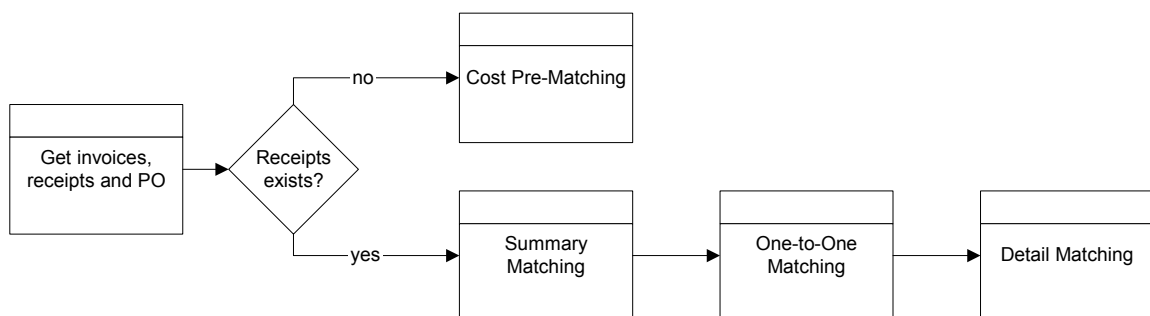 no
Cost Pre-Matching
Get invoices,
receipts and PO
Receipts
exists?
yes
Summary
Matching
One-to-One
Matching
Detail Matching